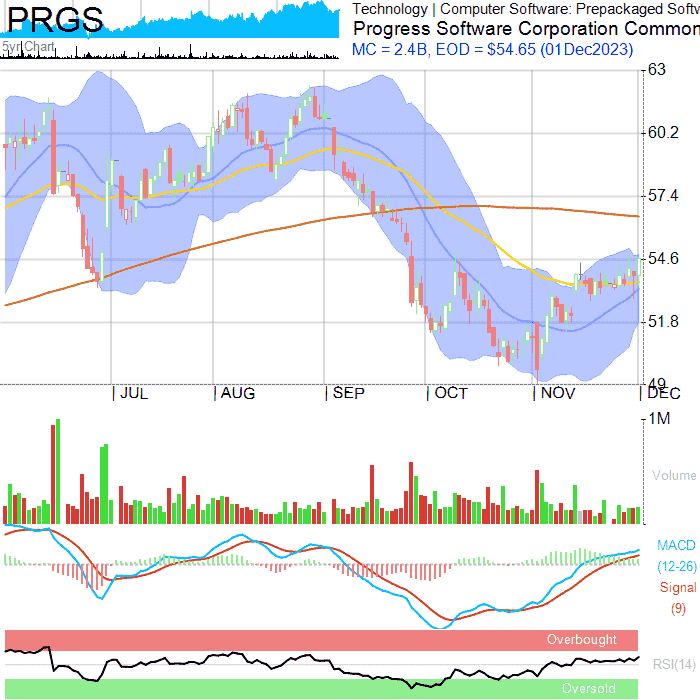 PRGS
Technology | Computer Software: Prepackaged Softw
Progress Software Corporation Common
MC = 2.4B, EOD = $54.65 (01Dec2023)
5yr Chart
63
60.2
57.4
54.6
51.8
49
JUL
AUG
SEP
OCT
NOV
DEC
1M
Volume
MACD
(12-26)
Signal
(9)
Overbought
RSI(14)
Oversold